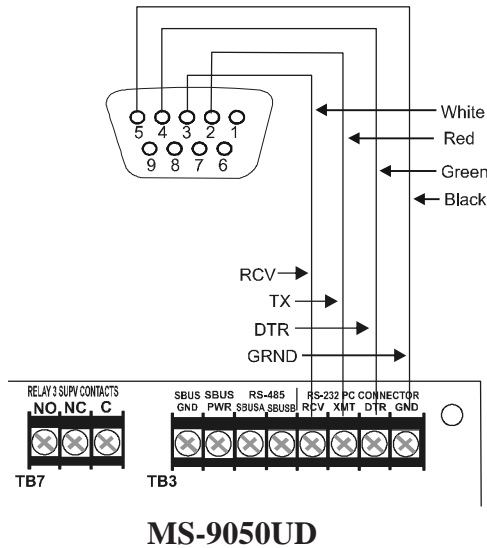 5 4 3 2 1
9 8 7 6
White
Red
Green
Black
RCV
TX
DTR
GRND
RELAY 3 SUPV CONTACTS
NO NC C
SBUS SBUS RS-485 RS-232 PC CONNECTOR
GND PWR SBUSA SBUSB RCV XMT DTR GND
TB7
TB3
MS-9050UD